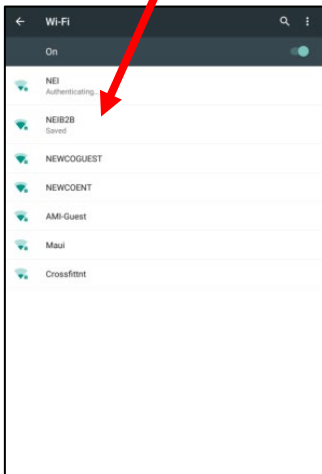 Wi-Fi
On
NEI
Authenticating...
NEIB2B
Saved
NEWCOGUEST
NEWCOENT
AMI-Guest
Maui
Crossfittnt